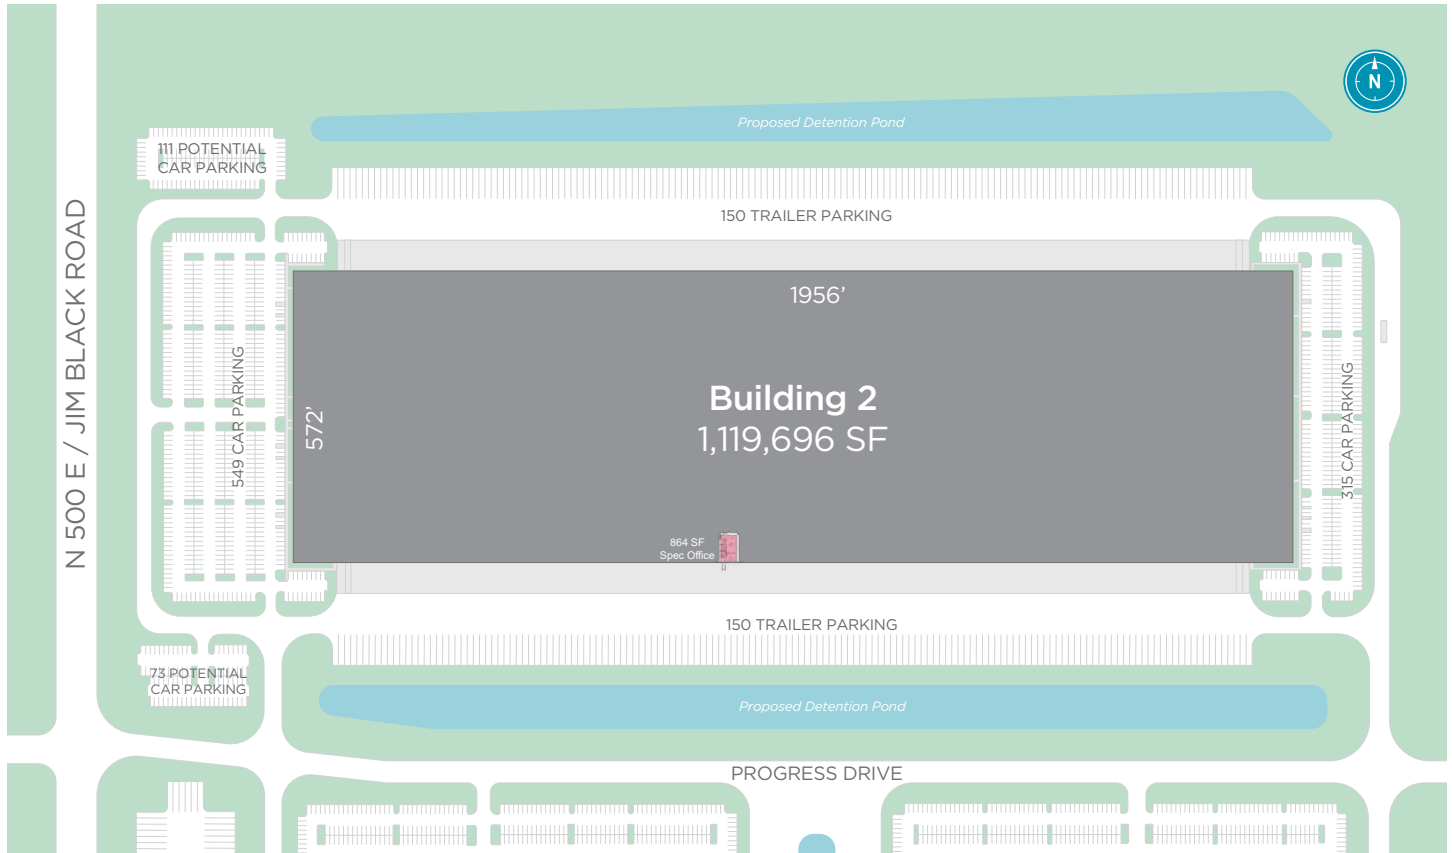 N
Proposed Detention Pond
111 POTENTIAL
CAR PARKING
150 TRAILER PARKING
N 500 E / JIM BLACK ROAD
1956’
549 CAR PARKING
572’
Building 2
1,119,696 SF
315 CAR PARKING
864 SF
Spec Office
150 TRAILER PARKING
73 POTENTIAL
CAR PARKING
Proposed Detention Pond
PROGRESS DRIVE